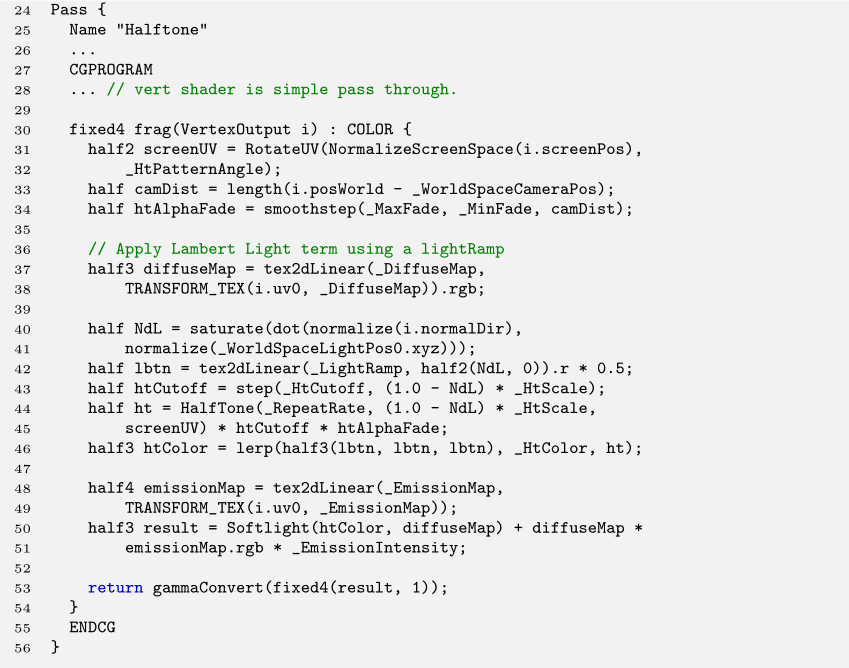 24 Pass {
25   Name "Halftone"
26   ...
27   CGPROGRAM
28   ... // vert shader is simple pass through.
29
30   fixed4 frag(VertexOutput i) : COLOR {
31     half2 screenUV = RotateUV(NormalizeScreenSpace(i.screenPos),
32         _HtPatternAngle);
33     half camDist = length(i.posWorld - _WorldSpaceCameraPos);
34     half htAlphaFade = smoothstep(_MaxFade, _MinFade, camDist);
35
36     // Apply Lambert Light term using a lightRamp
37     half3 diffuseMap = tex2dLinear(_DiffuseMap,
38         TRANSFORM_TEX(i.uv0, _DiffuseMap)).rgb;
39
40     half NdL = saturate(dot(normalize(i.normalDir),
41         normalize(_WorldSpaceLightPos0.xyz)));
42     half lbtn = tex2dLinear(_LightRamp, half2(NdL, 0)).r * 0.5;
43     half htCutoff = step(_HtCutoff, (1.0 - NdL) * _HtScale);
44     half ht = HalfTone(_RepeatRate, (1.0 - NdL) * _HtScale,
45         screenUV) * htCutoff * htAlphaFade;
46     half3 htColor = lerp(half3(lbtn, lbtn, lbtn), _HtColor, ht);
47
48     half4 emissionMap = tex2dLinear(_EmissionMap,
49         TRANSFORM_TEX(i.uv0, _EmissionMap));
50     half3 result = Softlight(htColor, diffuseMap) + diffuseMap *
51         emissionMap.rgb * _EmissionIntensity;
52
53     return gammaConvert(fixed4(result, 1));
54   }
55   ENDCG
56 }